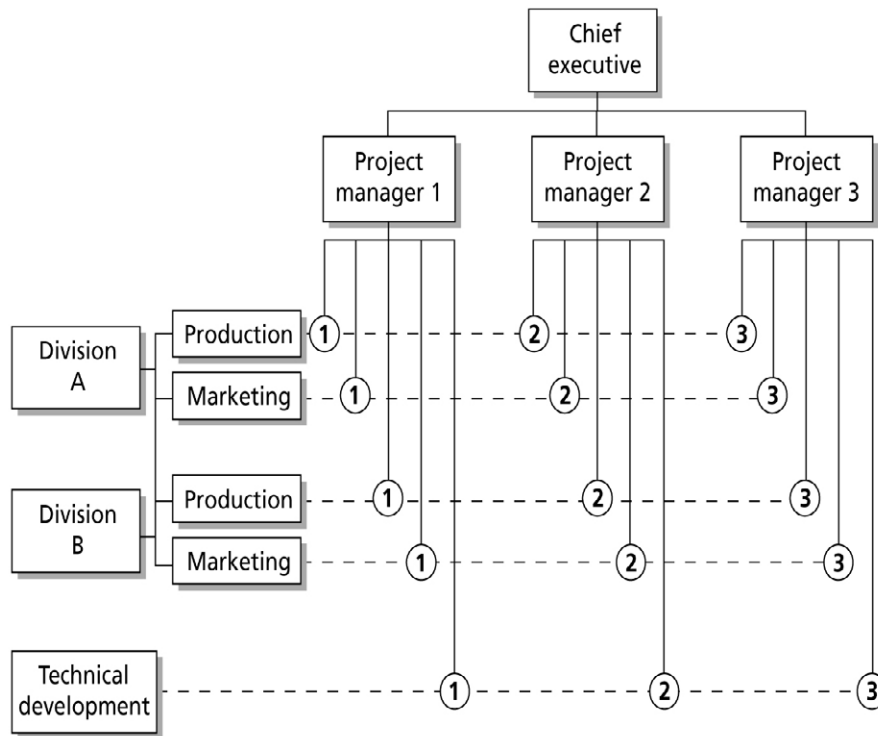 Chief
executive
Project
manager 1
Project
manager 2
Project
manager 3
Production
1
2
3
Division
A
Marketing
1
2
3
Production
1
2
3
Division
B
Marketing
1
2
3
Technical
development
1
2
3